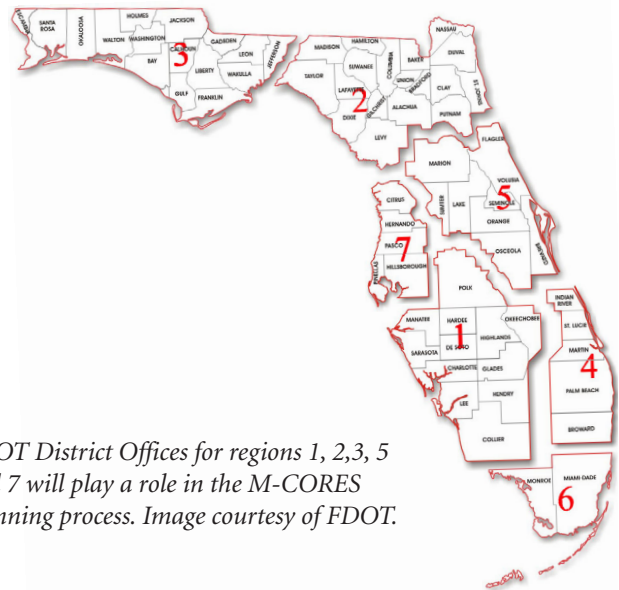 HOLMES
JACKSON
ESCAMBIA
SANTA
ROSA
OKALOOSA
WALTON
WASHINGTON
BAY
CALHOUN
3
GADSDEN
LEON
JEFFERSON
LIBERTY
WAKULLA
GULF
FRANKLIN
MADISON
HAMILTON
TAYLOR
SUWANEE
COLUMBIA
BAKER
NASSAU
DUVAL
LAFAYETTE
2
UNION
BRADFORD
CLAY
ST. JOHNS
DIXIE
GILCHRIST
ALACHUA
PUTNAM
LEVY
FLAGLER
MARION
VOLUSIA
5
SUMTER
LAKE
SEMINOLE
ORANGE
OSCEOLA
BREVARD
CITRUS
HERNANDO
7
PASCO
PINELLAS
HILLSBOROUGH
POLK
MANATEE
HARDEE
OKEECHOBEE
1
SARASOTA
DE SOTO
HIGHLANDS
CHARLOTTE
GLADES
LEE
HENDRY
COLLIER
INDIAN
RIVER
ST. LUCIE
MARTIN
4
PALM BEACH
BROWARD
MONROE
MIAMI-DADE
6
OT District Offices for regions 1, 2,3, 5
7 will play a role in the M-CORES
nning process. Image courtesy of FDOT.